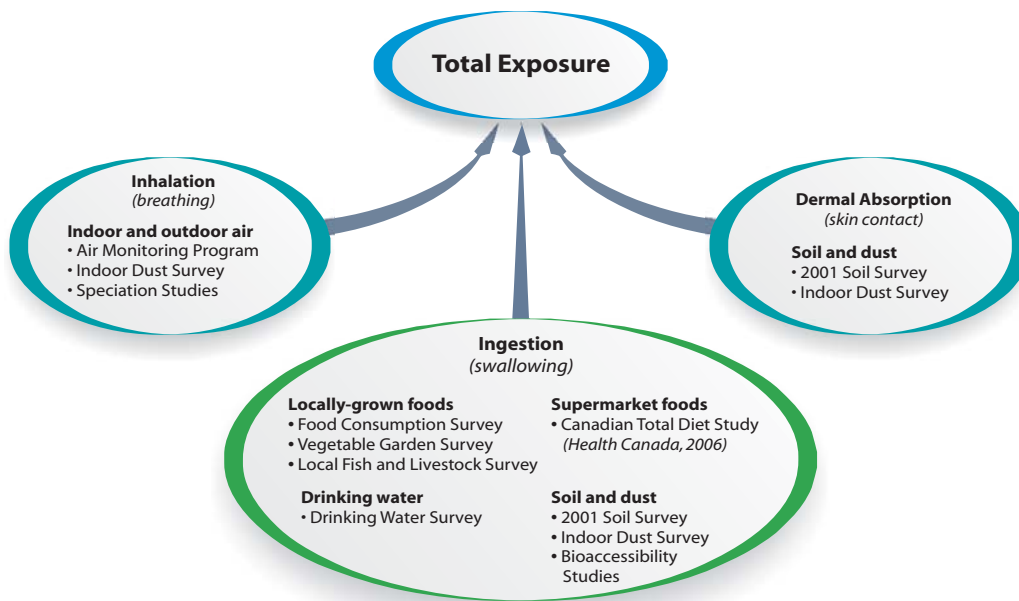 Total Exposure
Inhalation
(breathing)
Indoor and outdoor air
• Air Monitoring Program
• Indoor Dust Survey
• Speciation Studies
Dermal Absorption
(skin contact)
Soil and dust
• 2001 Soil Survey
• Indoor Dust Survey
Ingestion
(swallowing)
Locally-grown foods
• Food Consumption Survey
• Vegetable Garden Survey
• Local Fish and Livestock Survey
Supermarket foods
• Canadian Total Diet Study
(Health Canada, 2006)
Drinking water
• Drinking Water Survey
Soil and dust
• 2001 Soil Survey
• Indoor Dust Survey
• Bioaccessibility
Studies